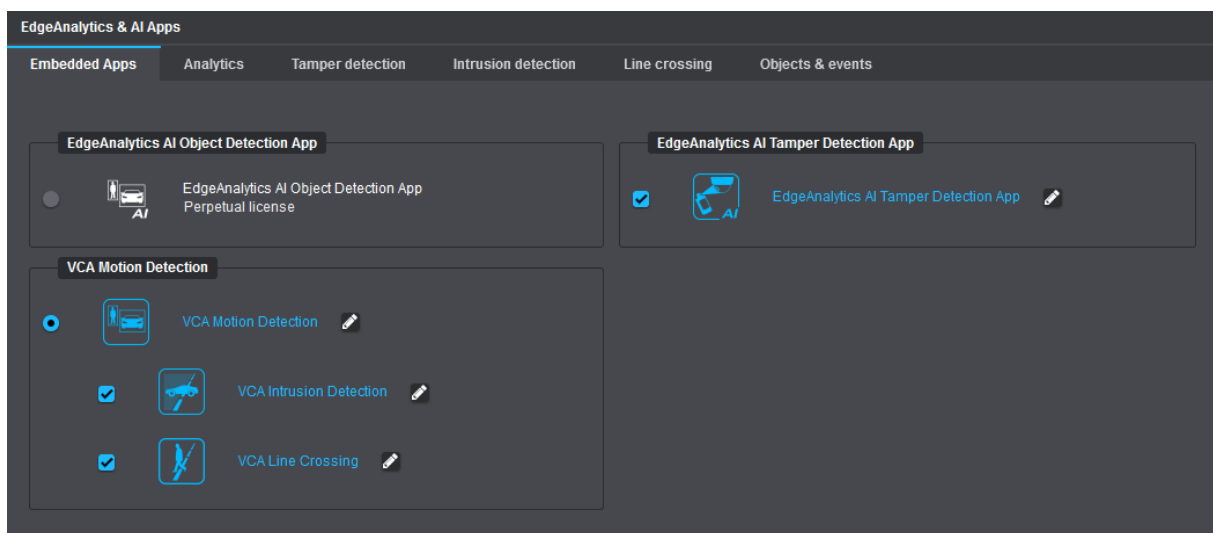 EdgeAnalytics & AI Apps
Embedded Apps Analytics Tamper detection Intrusion detection Line crossing Objects & events
EdgeAnalytics AI Object Detection App
AI
EdgeAnalytics AI Object Detection App
Perpetual license
EdgeAnalytics AI Tamper Detection App
AI
EdgeAnalytics AI Tamper Detection App
VCA Motion Detection
VCA Motion Detection
VCA Intrusion Detection
VCA Line Crossing